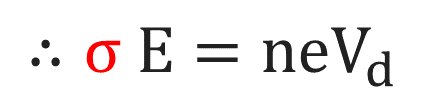 ∴ σ E = neV_d